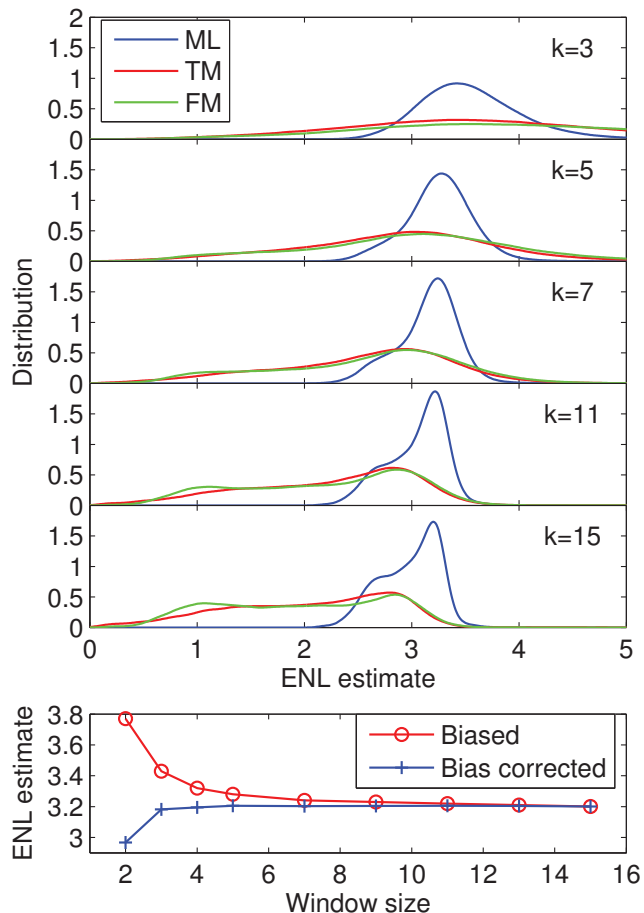 2
1.5
1
0.5
0
ML
TM
FM
k=3
1.5
1
0.5
0
k=5
Distribution
1.5
1
0.5
0
k=7
1.5
1
0.5
0
k=11
1.5
1
0.5
0
k=15
0 1 2 3 4 5
ENL estimate
ENL estimate
3.8
3.6
3.4
3.2
3
Biased
Bias corrected
2 4 6 8 10 12 14 16
Window size